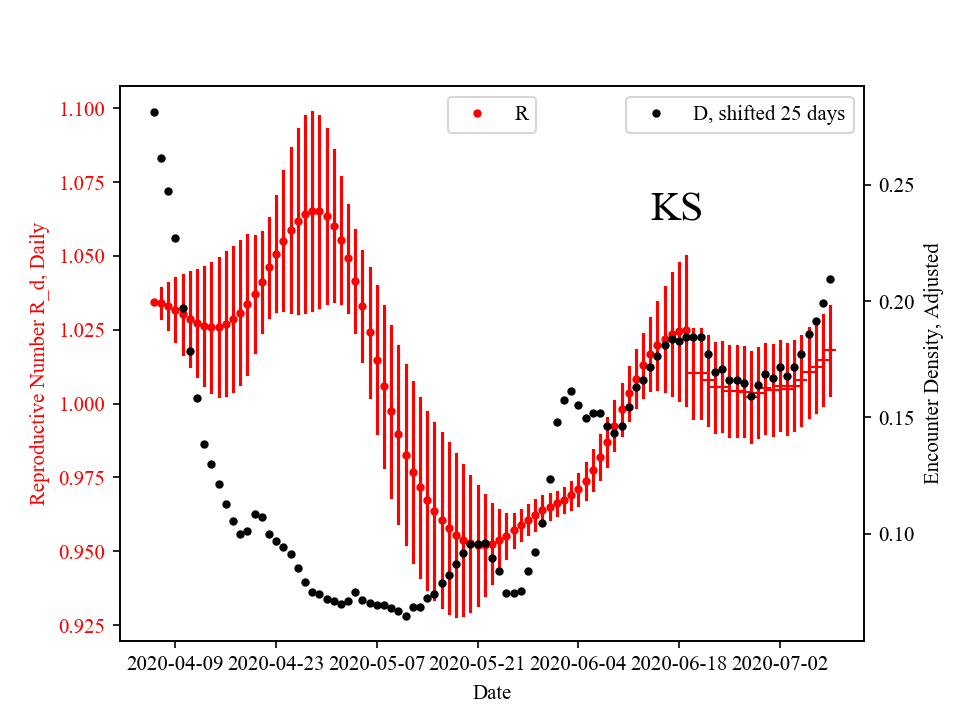 R
D, shifted 25 days
KS
Reproductive Number R_d, Daily
1.100
1.075
1.050
1.025
1.000
0.975
0.950
0.925
0.25
0.20
0.15
0.10
Encounter Density, Adjusted
2020-04-09 2020-04-23 2020-05-07 2020-05-21 2020-06-04 2020-06-18 2020-07-02
Date